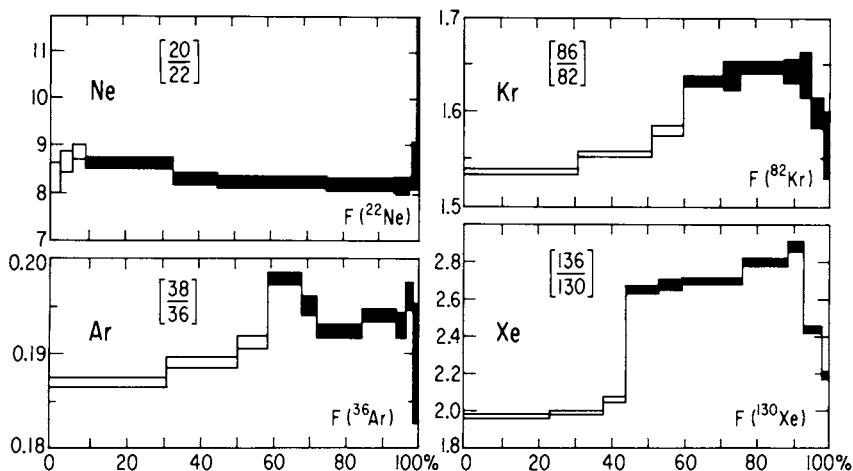 11
10
9
8
7
Ne
[20/22]
F(²²Ne)
1.7
1.6
1.5
Kr
[86/82]
F(⁸²Kr)
0.20
0.19
0.18
Ar
[38/36]
F(³⁶Ar)
0 20 40 60 80 100%
2.8
2.6
2.4
2.2
2.0
1.8
Xe
[136/130]
F(¹³⁰Xe)
0 20 40 60 80 100%